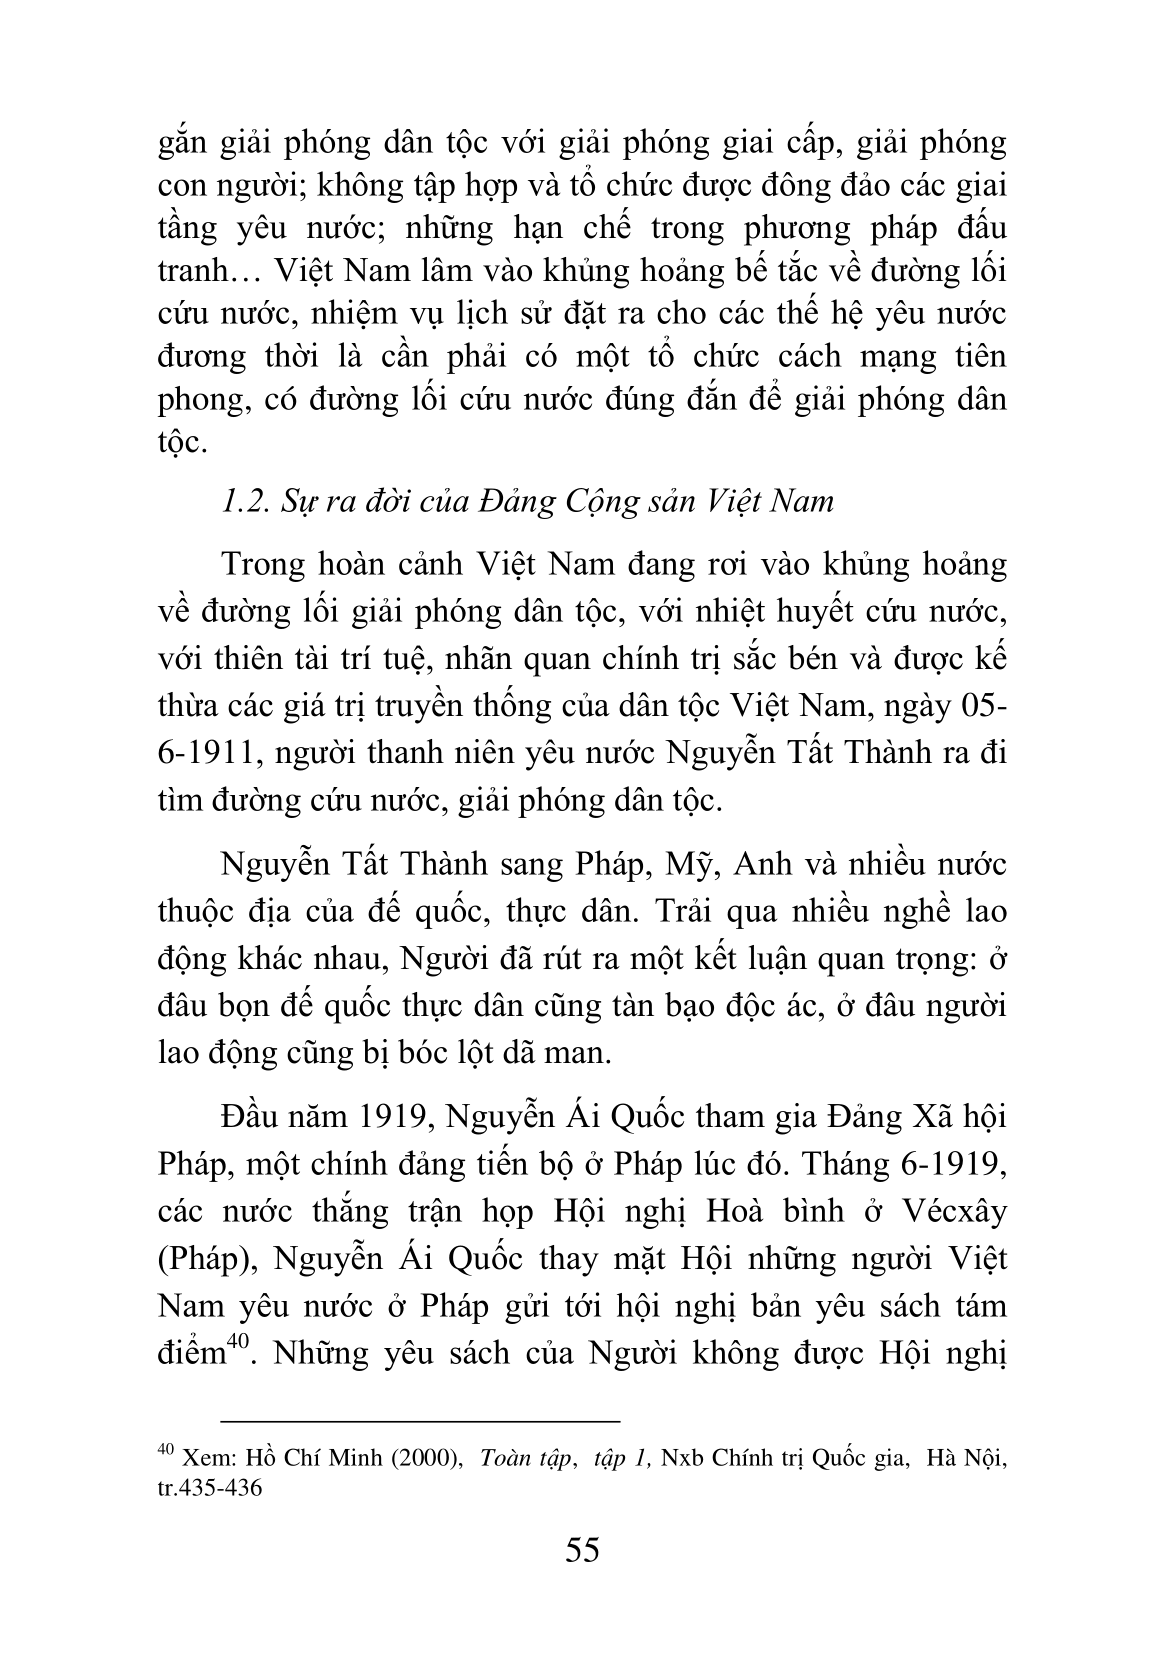 gắn giải phóng dân tộc với giải phóng giai cấp, giải phóng
con người; không tập hợp và tổ chức được đông đảo các giai
tầng yêu nước; những hạn chế trong phương pháp đấu
tranh… Việt Nam lâm vào khủng hoảng bế tắc về đường lối
cứu nước, nhiệm vụ lịch sử đặt ra cho các thế hệ yêu nước
đương thời là cần phải có một tổ chức cách mạng tiên
phong, có đường lối cứu nước đúng đắn để giải phóng dân
tộc.
1.2. Sự ra đời của Đảng Cộng sản Việt Nam
Trong hoàn cảnh Việt Nam đang rơi vào khủng hoảng
về đường lối giải phóng dân tộc, với nhiệt huyết cứu nước,
với thiên tài trí tuệ, nhãn quan chính trị sắc bén và được kế
thừa các giá trị truyền thống của dân tộc Việt Nam, ngày 05-
6-1911, người thanh niên yêu nước Nguyễn Tất Thành ra đi
tìm đường cứu nước, giải phóng dân tộc.
Nguyễn Tất Thành sang Pháp, Mỹ, Anh và nhiều nước
thuộc địa của đế quốc, thực dân. Trải qua nhiều nghề lao
động khác nhau, Người đã rút ra một kết luận quan trọng: ở
đâu bọn đế quốc thực dân cũng tàn bạo độc ác, ở đâu người
lao động cũng bị bóc lột dã man.
Đầu năm 1919, Nguyễn Ái Quốc tham gia Đảng Xã hội
Pháp, một chính đảng tiến bộ ở Pháp lúc đó. Tháng 6-1919,
các nước thắng trận họp Hội nghị Hoà bình ở Vécxây
(Pháp), Nguyễn Ái Quốc thay mặt Hội những người Việt
Nam yêu nước ở Pháp gửi tới hội nghị bản yêu sách tám
điểm40. Những yêu sách của Người không được Hội nghị
40 Xem: Hồ Chí Minh (2000), Toàn tập, tập 1, Nxb Chính trị Quốc gia, Hà Nội,
tr.435-436
55